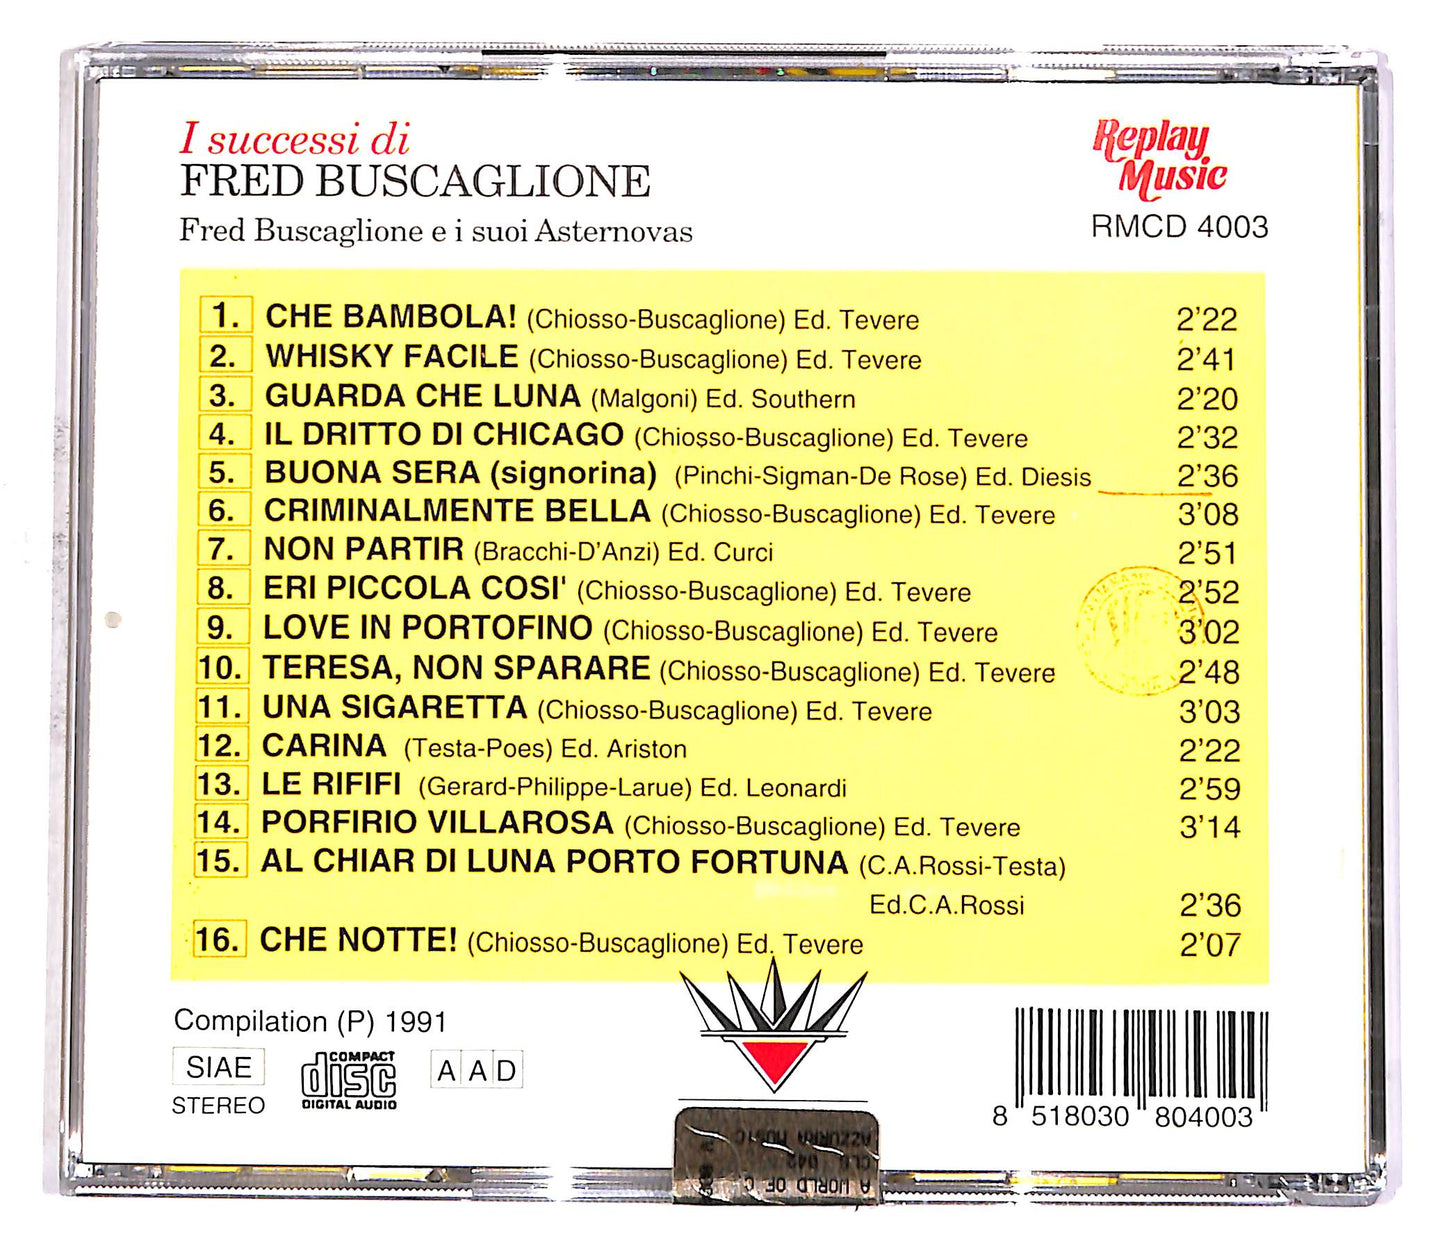 I successi di
FRED BUSCAGLIONE
Fred Buscaglione e i suoi Asternovas
Replay
Music
RMCD 4003
1. CHE BAMBOLA! (Chiosso-Buscaglione) Ed. Tevere 2'22
2. WHISKY FACILE (Chiosso-Buscaglione) Ed. Tevere 2'41
3. GUARDA CHE LUNA (Malgoni) Ed. Southern 2'20
4. IL DRITTO DI CHICAGO (Chiosso-Buscaglione) Ed. Tevere 2'32
5. BUONA SERA (signorina) (Pinchi-Sigman-De Rose) Ed. Diesis 2'36
6. CRIMINALMENTE BELLA (Chiosso-Buscaglione) Ed. Tevere 3'08
7. NON PARTIR (Bracchi-D'Anzi) Ed. Curci 2'51
8. ERI PICCOLA COSI' (Chiosso-Buscaglione) Ed. Tevere 2'52
9. LOVE IN PORTOFINO (Chiosso-Buscaglione) Ed. Tevere 3'02
10. TERESA, NON SPARARE (Chiosso-Buscaglione) Ed. Tevere 2'48
11. UNA SIGARETTA (Chiosso-Buscaglione) Ed. Tevere 3'03
12. CARINA (Testa-Poes) Ed. Ariston 2'22
13. LE RIFIFI (Gerard-Philippe-Larue) Ed. Leonardi 2'59
14. PORFIRIO VILLAROSA (Chiosso-Buscaglione) Ed. Tevere 3'14
15. AL CHIAR DI LUNA PORTO FORTUNA (C.A.Rossi-Testa)
Ed.C.A.Rossi 2'36
16. CHE NOTTE! (Chiosso-Buscaglione) Ed. Tevere 2'07
Compilation (P) 1991
SIAE
STEREO
COMPACT
disc
DIGITAL AUDIO
AAD
8 518030 804003
AZZURRA MUSIC
A WORLD OF